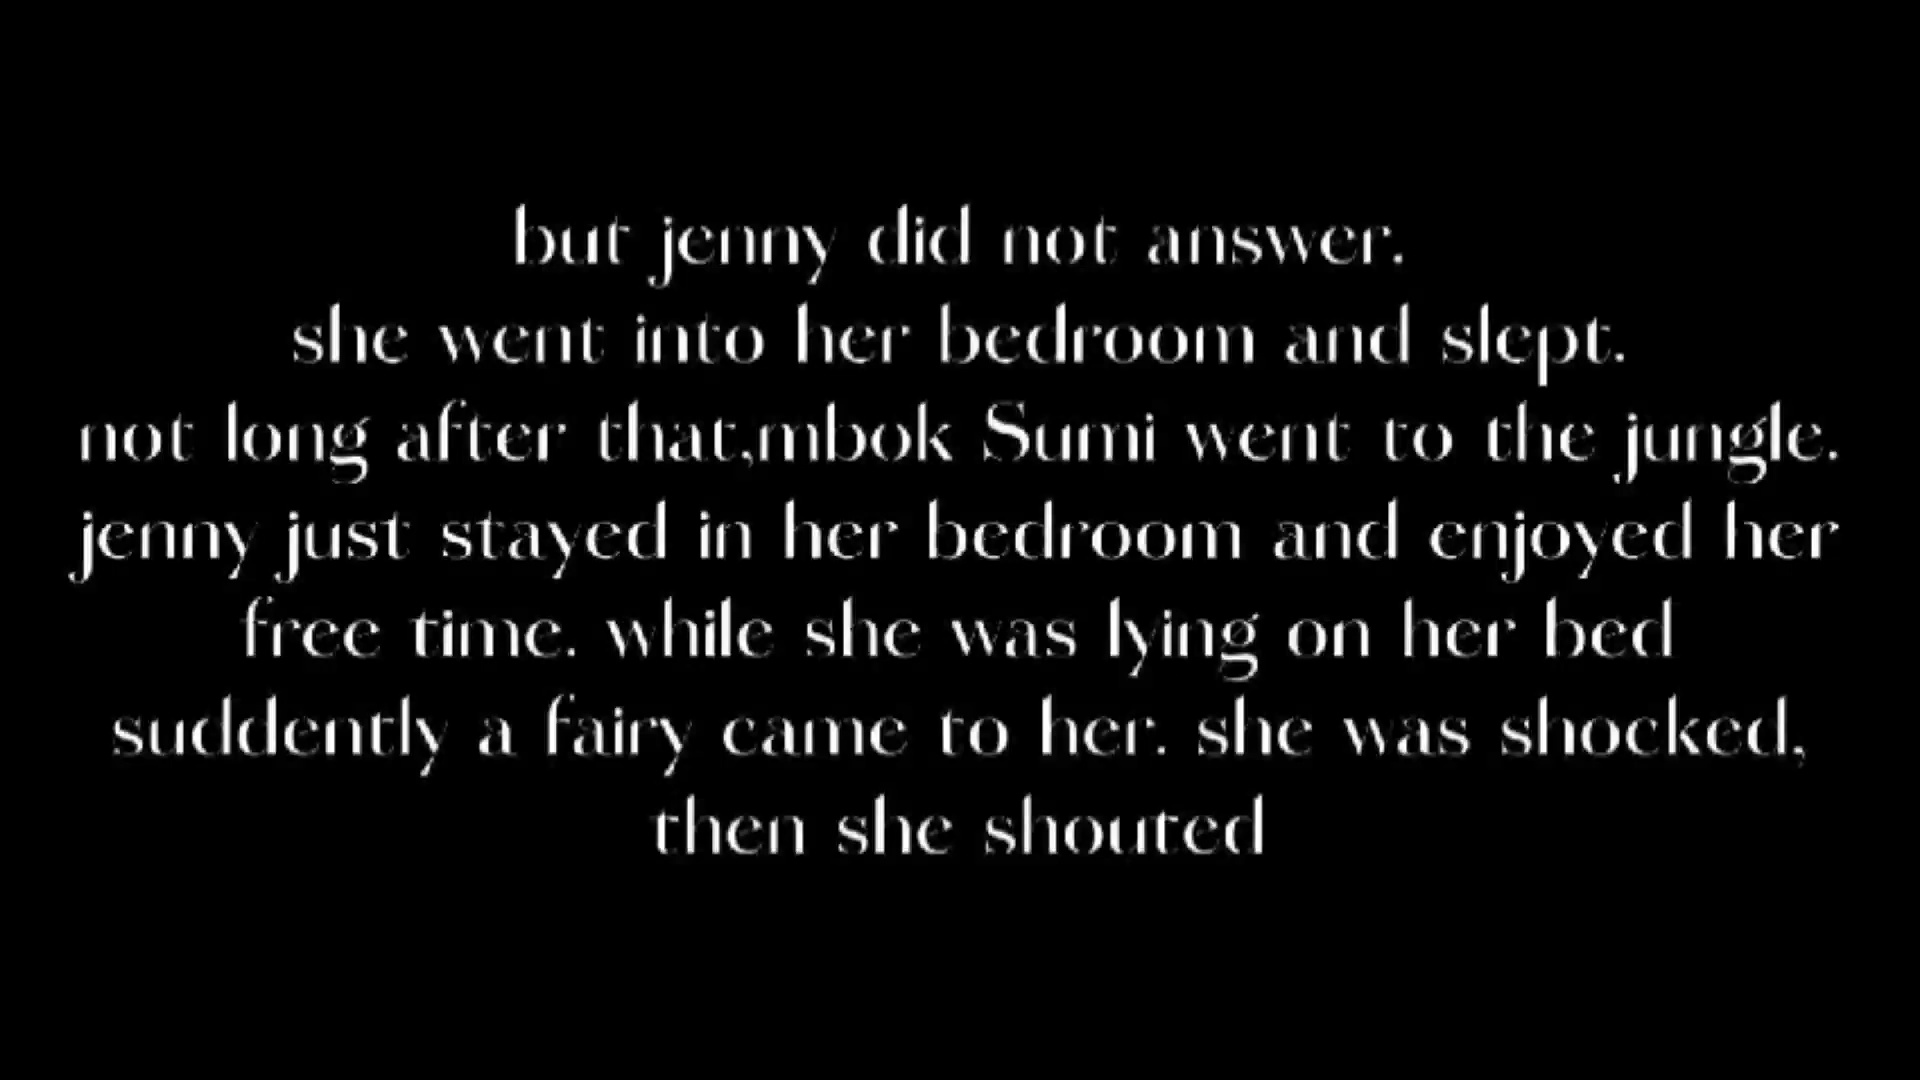 but jenny did not answer.
she went into her bedroom and slept.
not long after that,mbok Sumi went to the jungle.
jenny just stayed in her bedroom and enjoyed her
free time. while she was lying on her bed
suddently a fairy came to her. she was shocked,
then she shouted